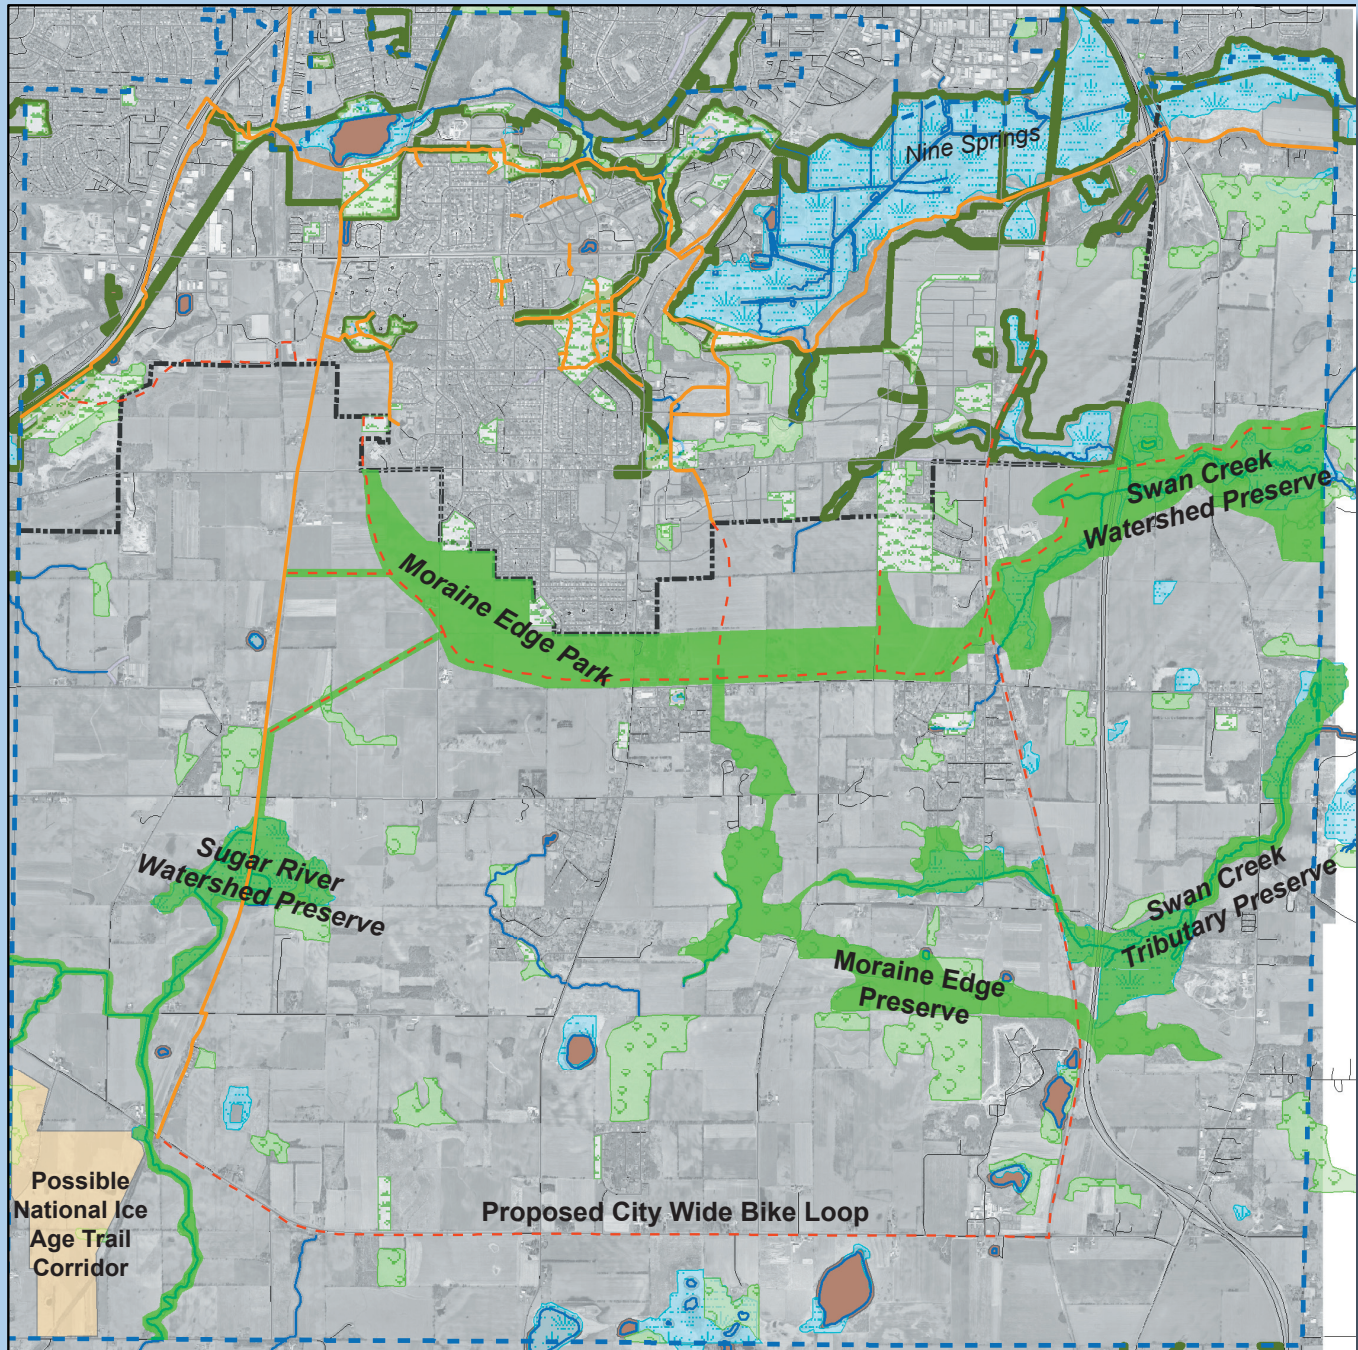 Nine Springs
Swan Creek
Watershed Preserve
Moraine Edge Park
Sugar River
Watershed Preserve
Swan Creek
Tributary Preserve
Moraine Edge
Preserve
Possible
National Ice
Age Trail
Corridor
Proposed City Wide Bike Loop